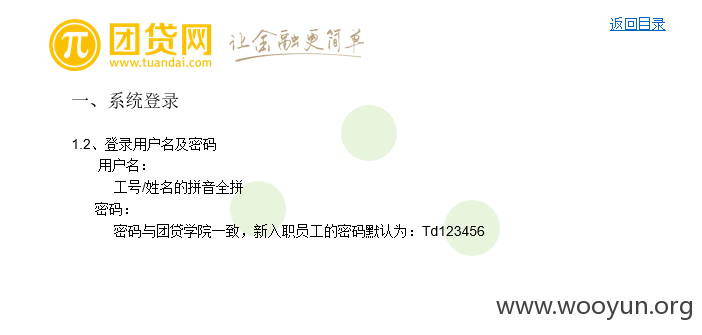 团贷网
www.tuandai.com
让金融更简单
返回目录
一、系统登录
1.2、登录用户名及密码
用户名：
工号/姓名的拼音全拼
密码：
密码与团贷学院一致，新入职员工的密码默认为：Td123456
www.wooyun.org